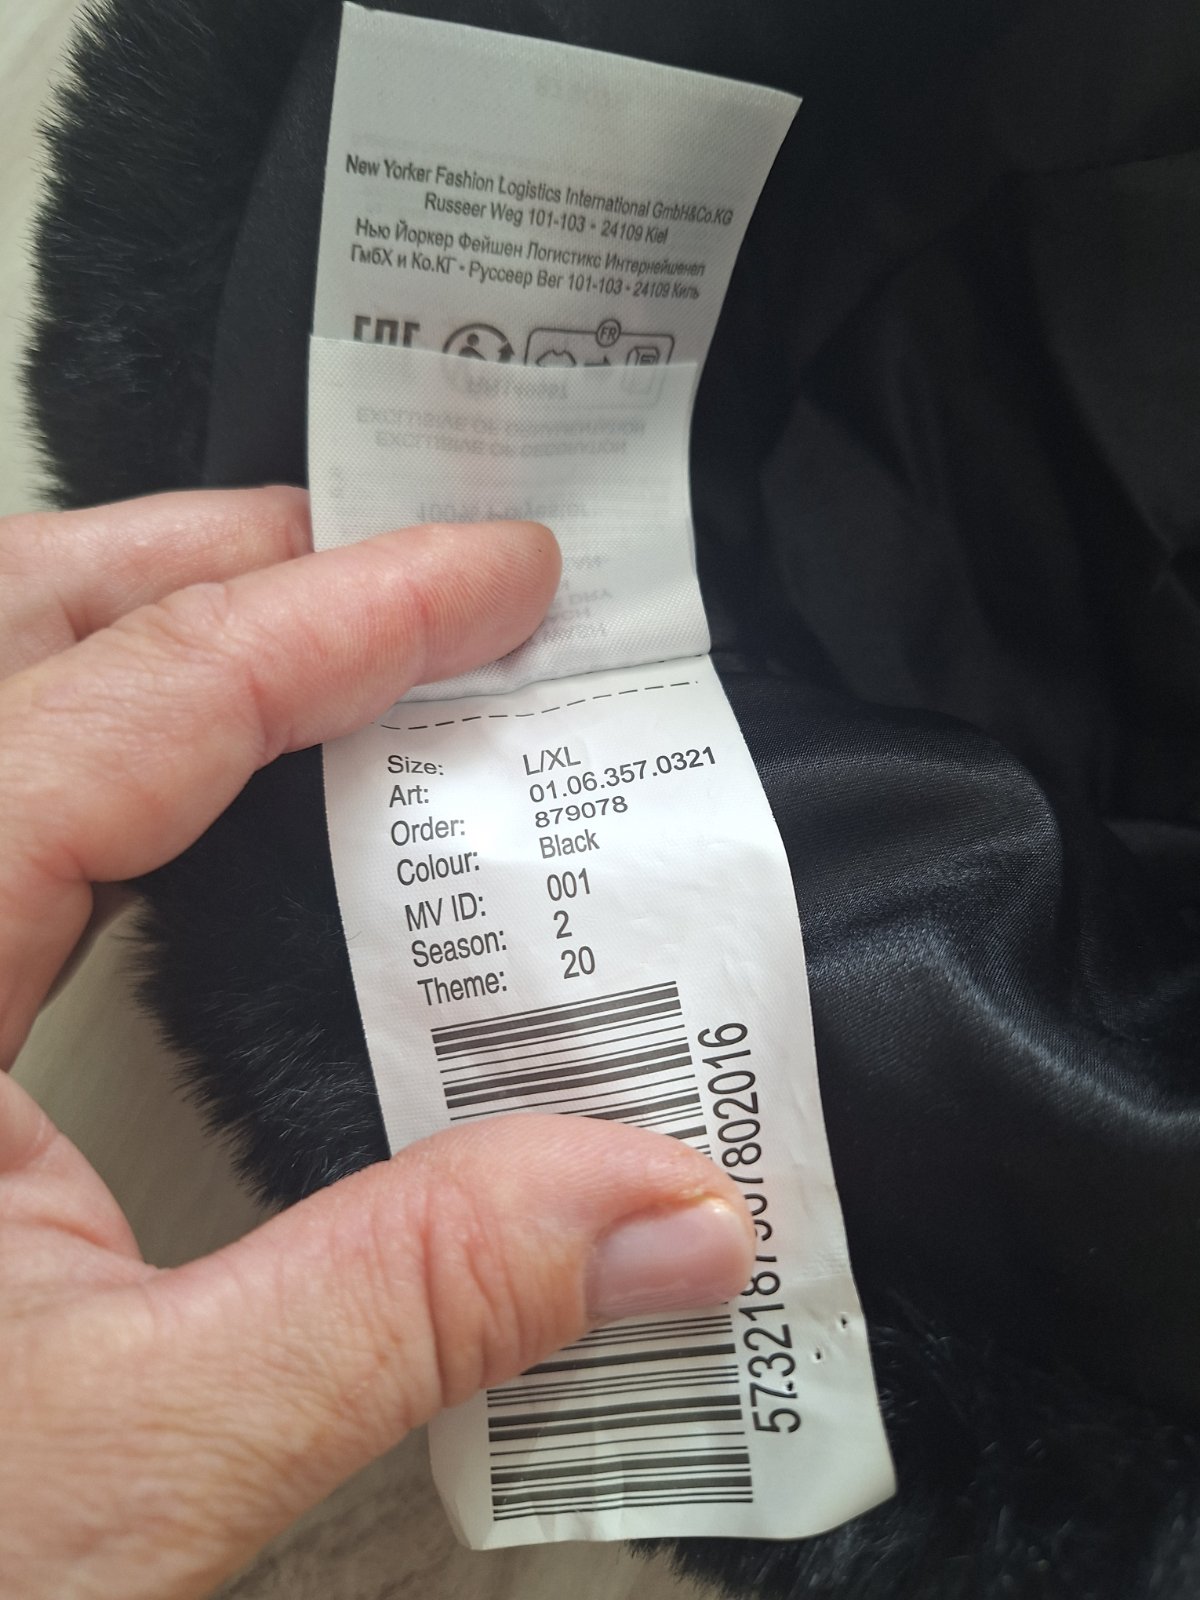 New Yorker Fashion Logistics International GmbH&Co.KG
Russeer Weg 101-103 • 24109 Kiel
Нью Йоркер Фейшен Логистикс Интернейшенел
ГмбХ и Ко.КГ • Руссеер Вег 101-103 • 24109 Киль
FR
Size: L/XL
Art: 01.06.357.0321
Order: 879078
Colour: Black
MV ID: 001
Season: 2
Theme: 20